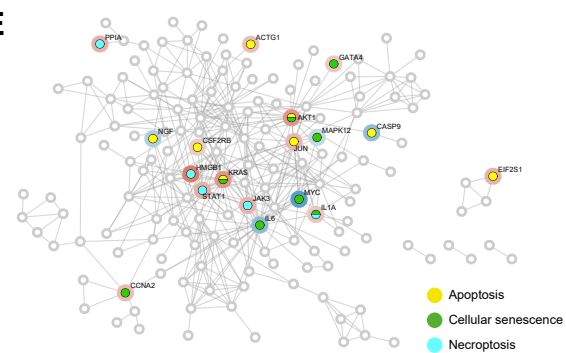 E
PPIA
ACTG1
GATA4
AKT1
MAPK12
CASP9
NGF
CSF2RB
JUN
HMGB1
KRAS
EIF2S1
STAT1
JAK3
MYC
IL1A
IL6
CCNA2
Apoptosis
Cellular senescence
Necroptosis